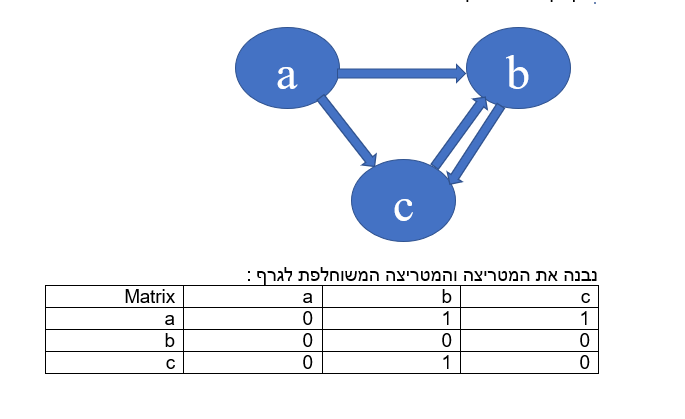 a
b
c
נבנה את המטריצה והמטריצה המשוחלפת לגרף :
Matrix a b c
a 0 1 1
b 0 0 0
c 0 1 0